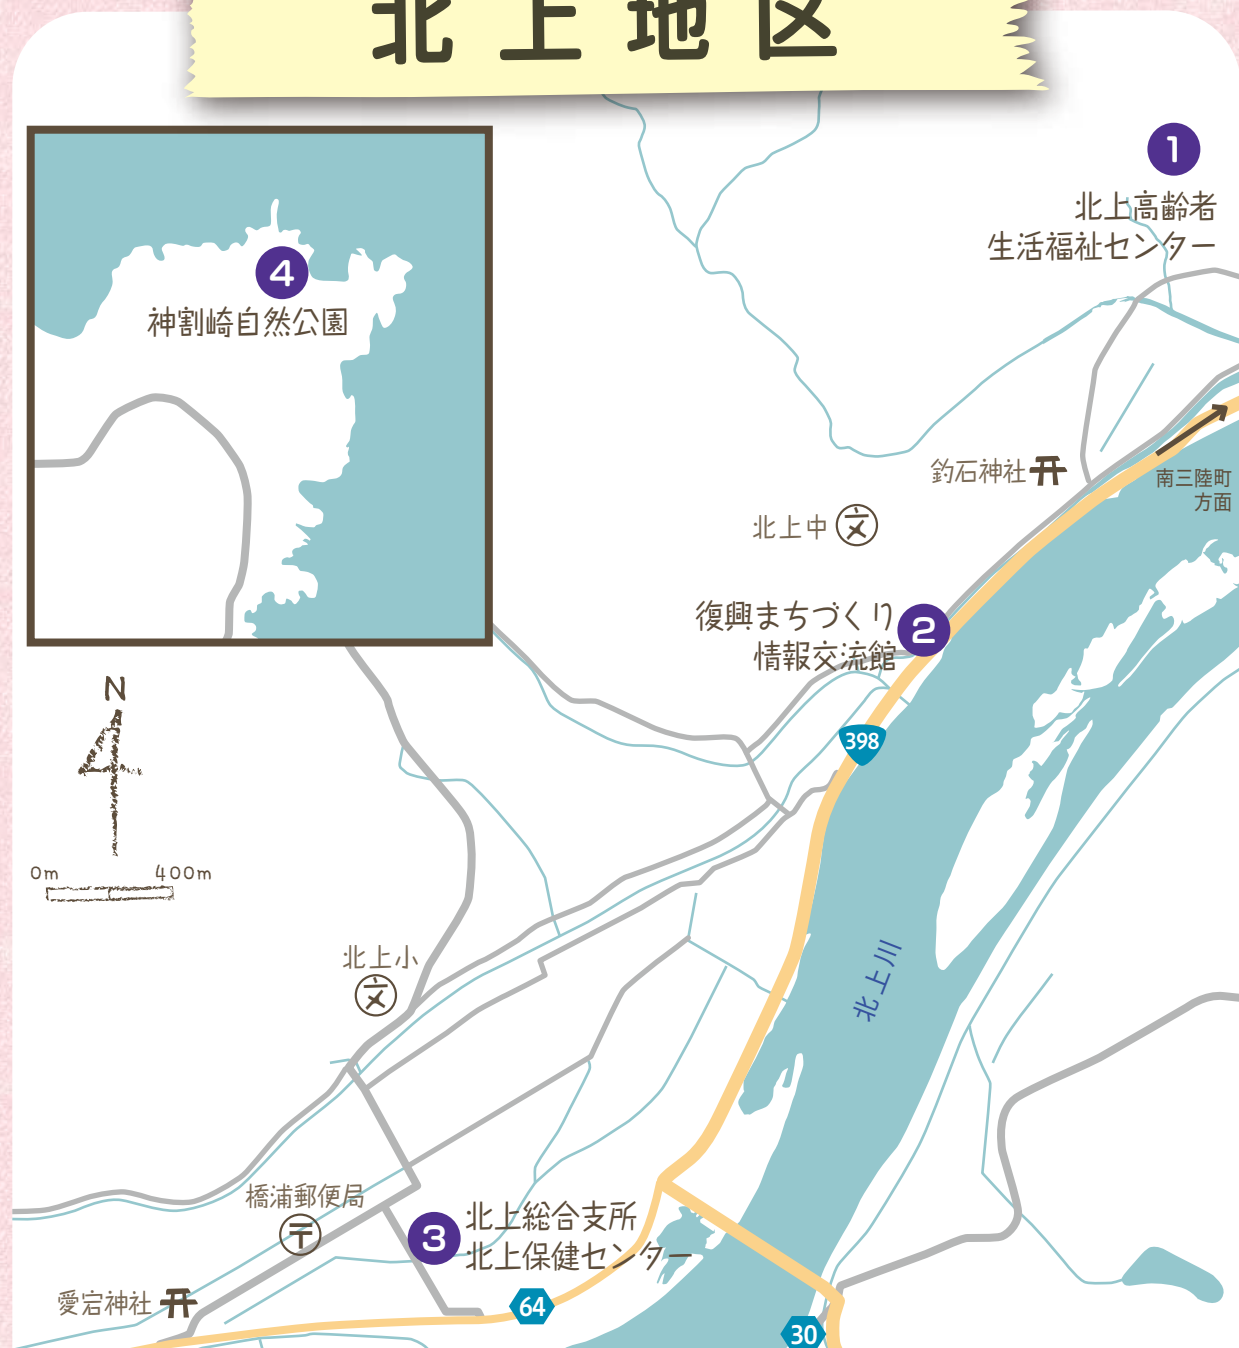 北上地区
1
北上高齢者
生活福祉センター
4
神割崎自然公園
釣石神社
南三陸町
方面
北上中
文
復興まちづくり
情報交流館
2
398
N
0m 400m
北上小
文
北上川
橋浦郵便局
〒
3
北上総合支所
北上保健センター
愛宕神社
64
30